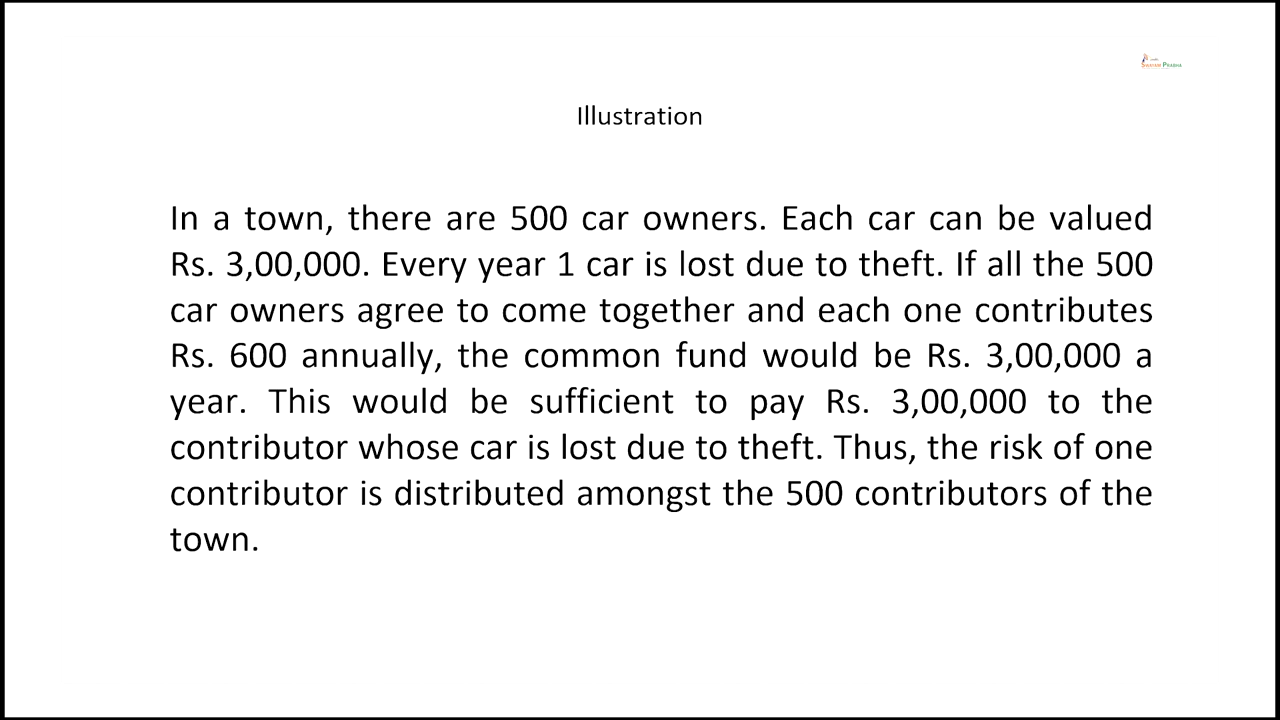 SWAYAM PRABHA
Illustration
In a town, there are 500 car owners. Each car can be valued
Rs. 3,00,000. Every year 1 car is lost due to theft. If all the 500
car owners agree to come together and each one contributes
Rs. 600 annually, the common fund would be Rs. 3,00,000 a
year. This would be sufficient to pay Rs. 3,00,000 to the
contributor whose car is lost due to theft. Thus, the risk of one
contributor is distributed amongst the 500 contributors of the
town.